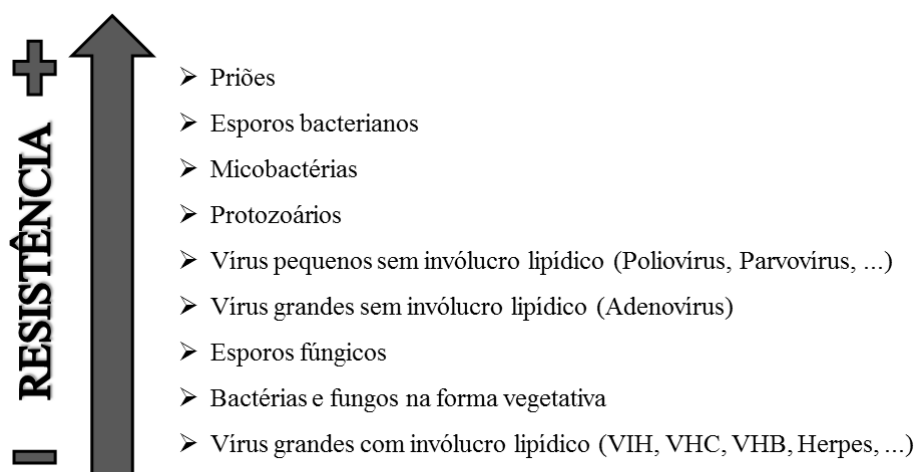 RESISTÊNCIA
Priões
Esporos bacterianos
Micobactérias
Protozoários
Vírus pequenos sem invólucro lipídico (Poliovírus, Parvovírus, ...)
Vírus grandes sem invólucro lipídico (Adenovírus)
Esporos fúngicos
Bactérias e fungos na forma vegetativa
Vírus grandes com invólucro lipídico (VIH, VHC, VHB, Herpes, ...)